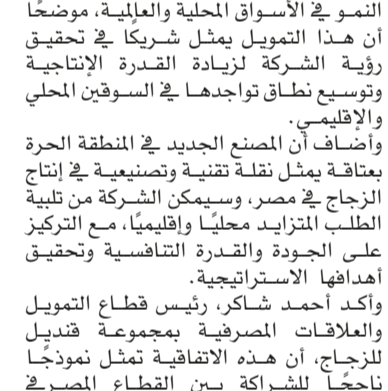 النمو في الأسواق المحلية والعالمية، موضحًا
أن هذا التمويل يمثل شريكًا في تحقيق
رؤية الشركة لزيادة القدرة الإنتاجية
وتوسيع نطاق تواجدها في السوقين المحلي
والإقليمي.
وأضاف أن المصنع الجديد في المنطقة الحرة
بعتاقة يمثل نقلة تقنية وتصنيعية في إنتاج
الزجاج في مصر، وسيمكن الشركة من تلبية
الطلب المتزايد محليًا وإقليميًا، مع التركيز
على الجودة والقدرة التنافسية وتحقيق
أهدافها الاستراتيجية.
وأكد أحمد شاكر، رئيس قطاع التمويل
والعلاقات المصرفية بمجموعة قنديل
للزجاج، أن هذه الاتفاقية تمثل نموذجًا
ناجحًا للشراكة بين القطاع المصرفي